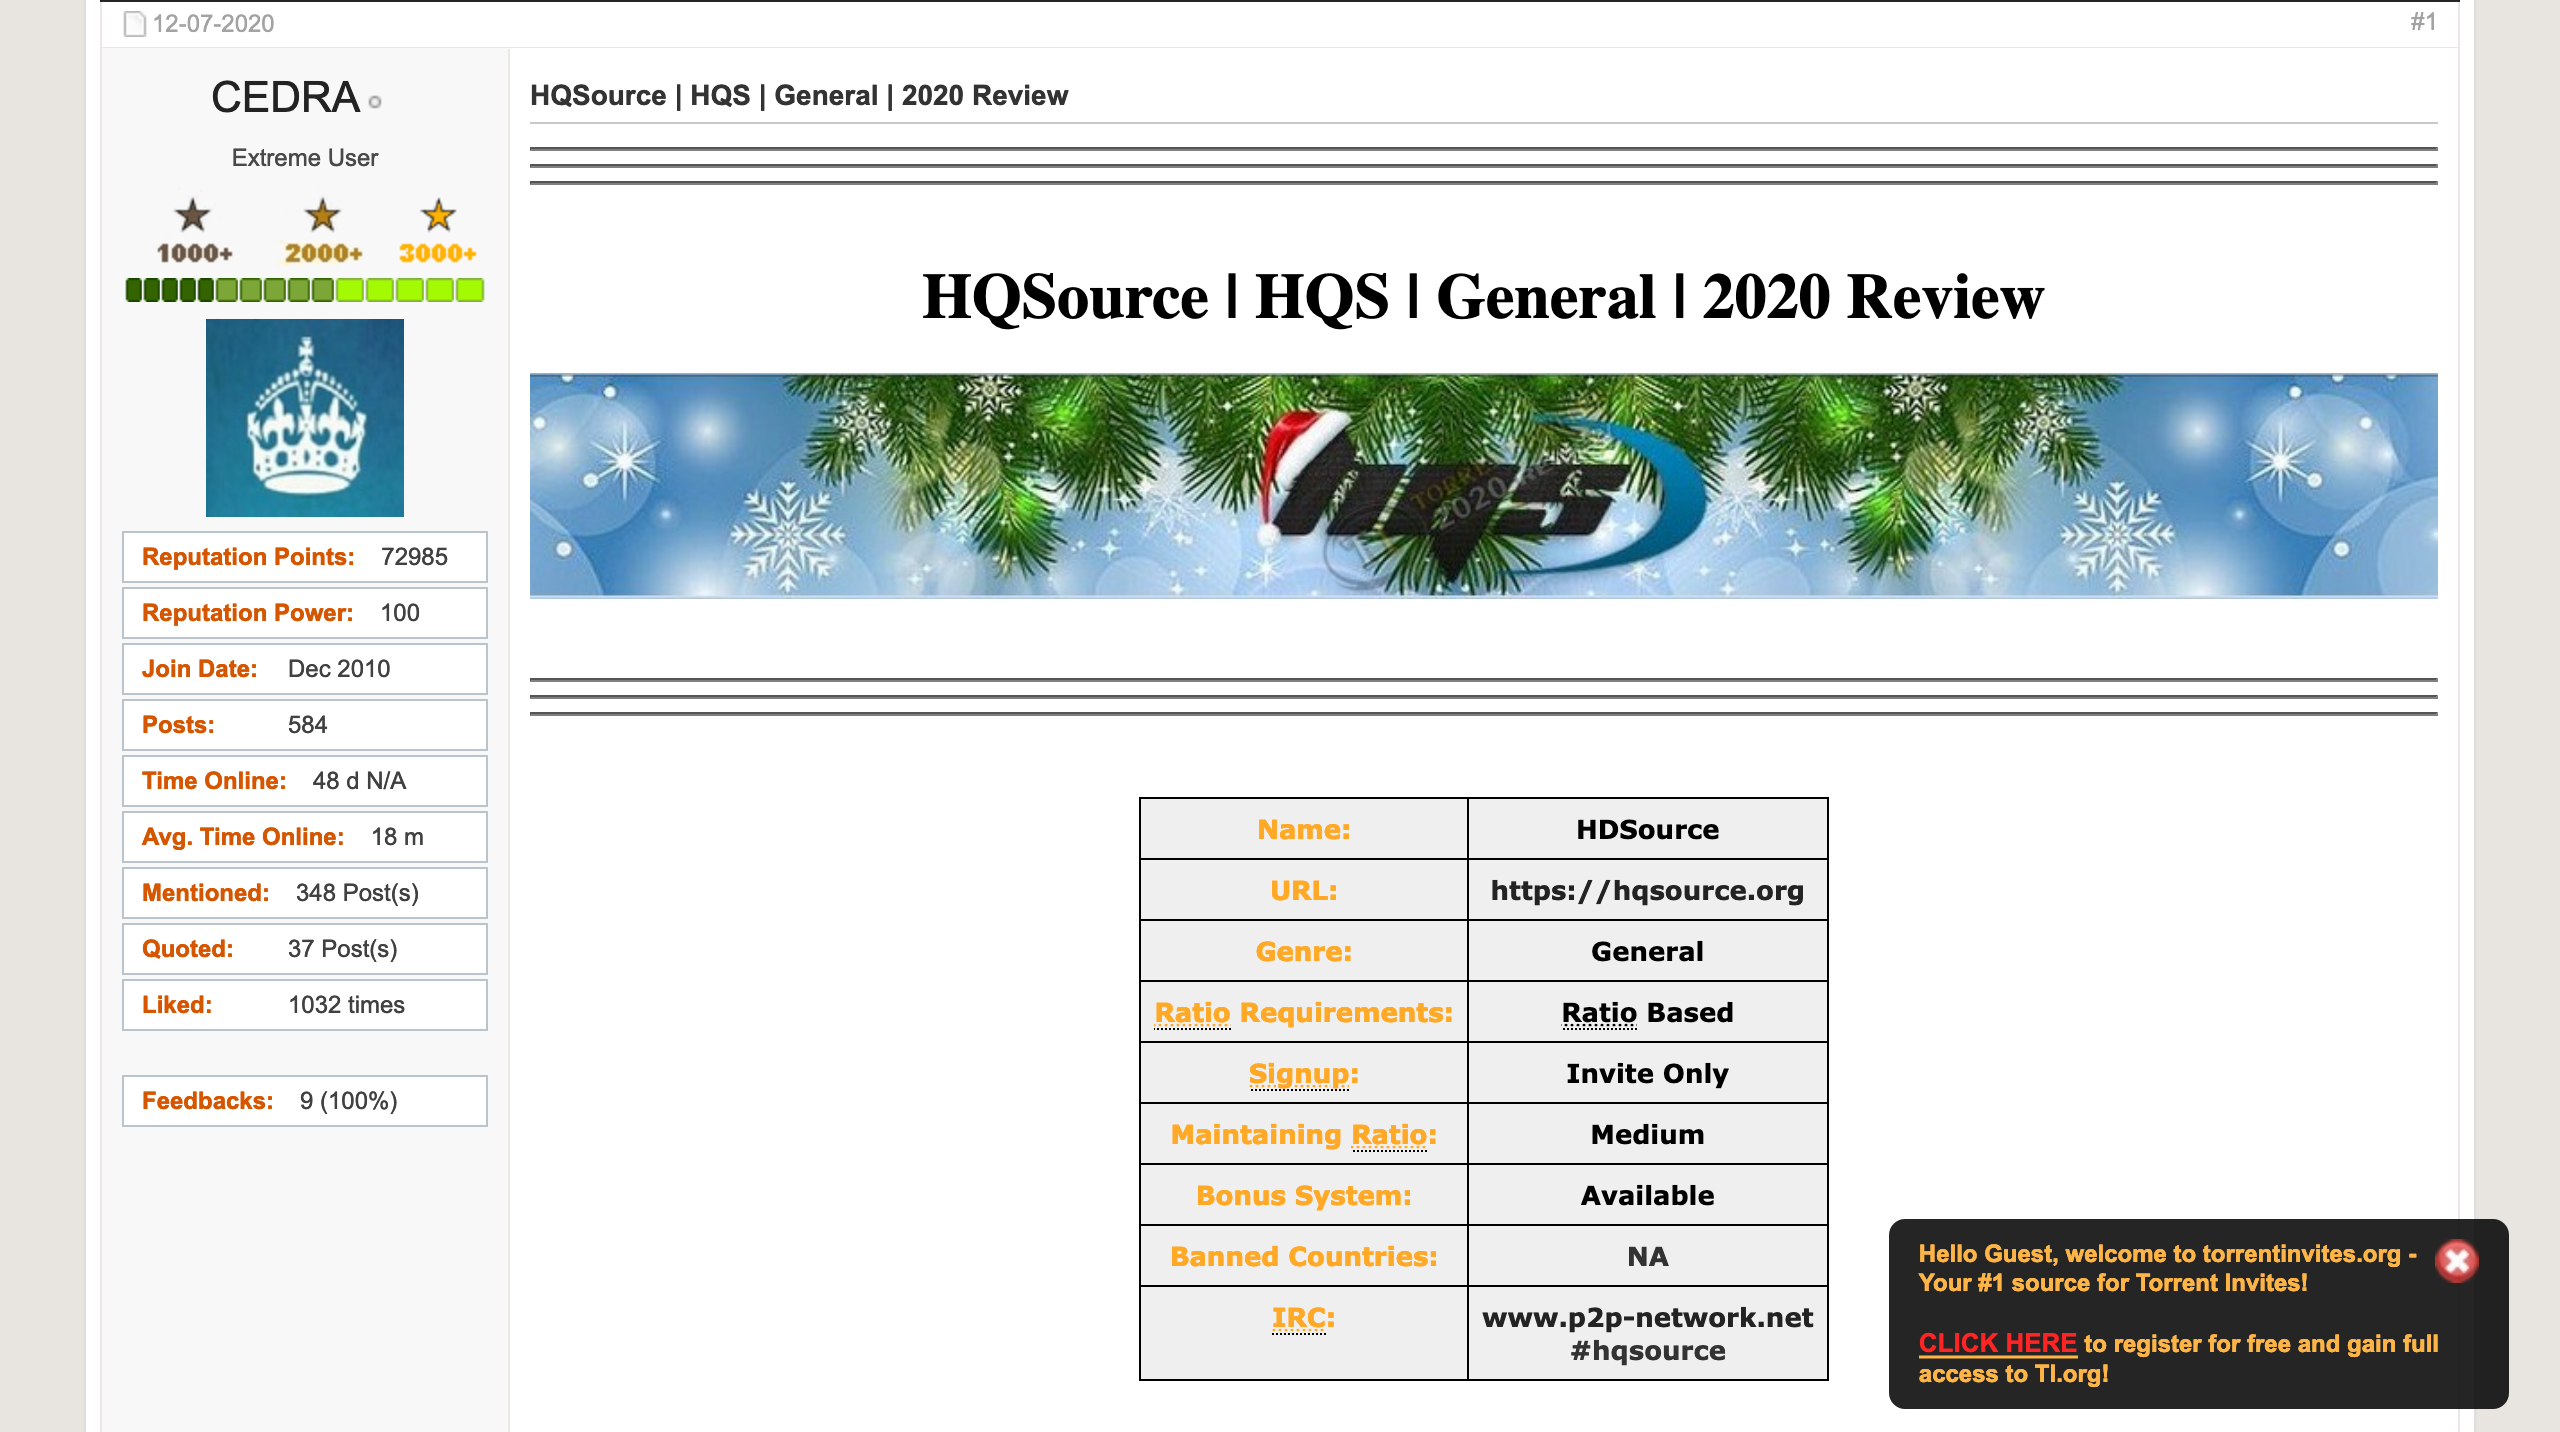 12-07-2020
#1
CEDRA
Extreme User
1000+ 2000+ 3000+
Reputation Points: 72985
Reputation Power: 100
Join Date: Dec 2010
Posts: 584
Time Online: 48 d N/A
Avg. Time Online: 18 m
Mentioned: 348 Post(s)
Quoted: 37 Post(s)
Liked: 1032 times
Feedbacks: 9 (100%)
HQSource | HQS | General | 2020 Review
HQSource | HQS | General | 2020 Review
hqs
Name: HDSource
URL: https://hqsource.org
Genre: General
Ratio Requirements: Ratio Based
Signup: Invite Only
Maintaining Ratio: Medium
Bonus System: Available
Banned Countries: NA
IRC: www.p2p-network.net
#hqsource
Hello Guest, welcome to torrentinvites.org -
Your #1 source for Torrent Invites!
CLICK HERE to register for free and gain full
access to TI.org!